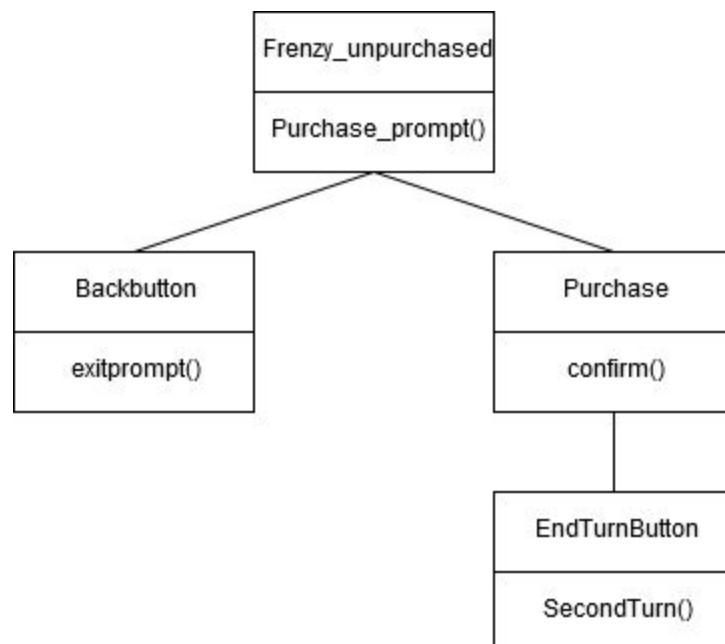 Frenzy_unpurchased
Purchase_prompt()
Backbutton
exitprompt()
Purchase
confirm()
EndTurnButton
SecondTurn()